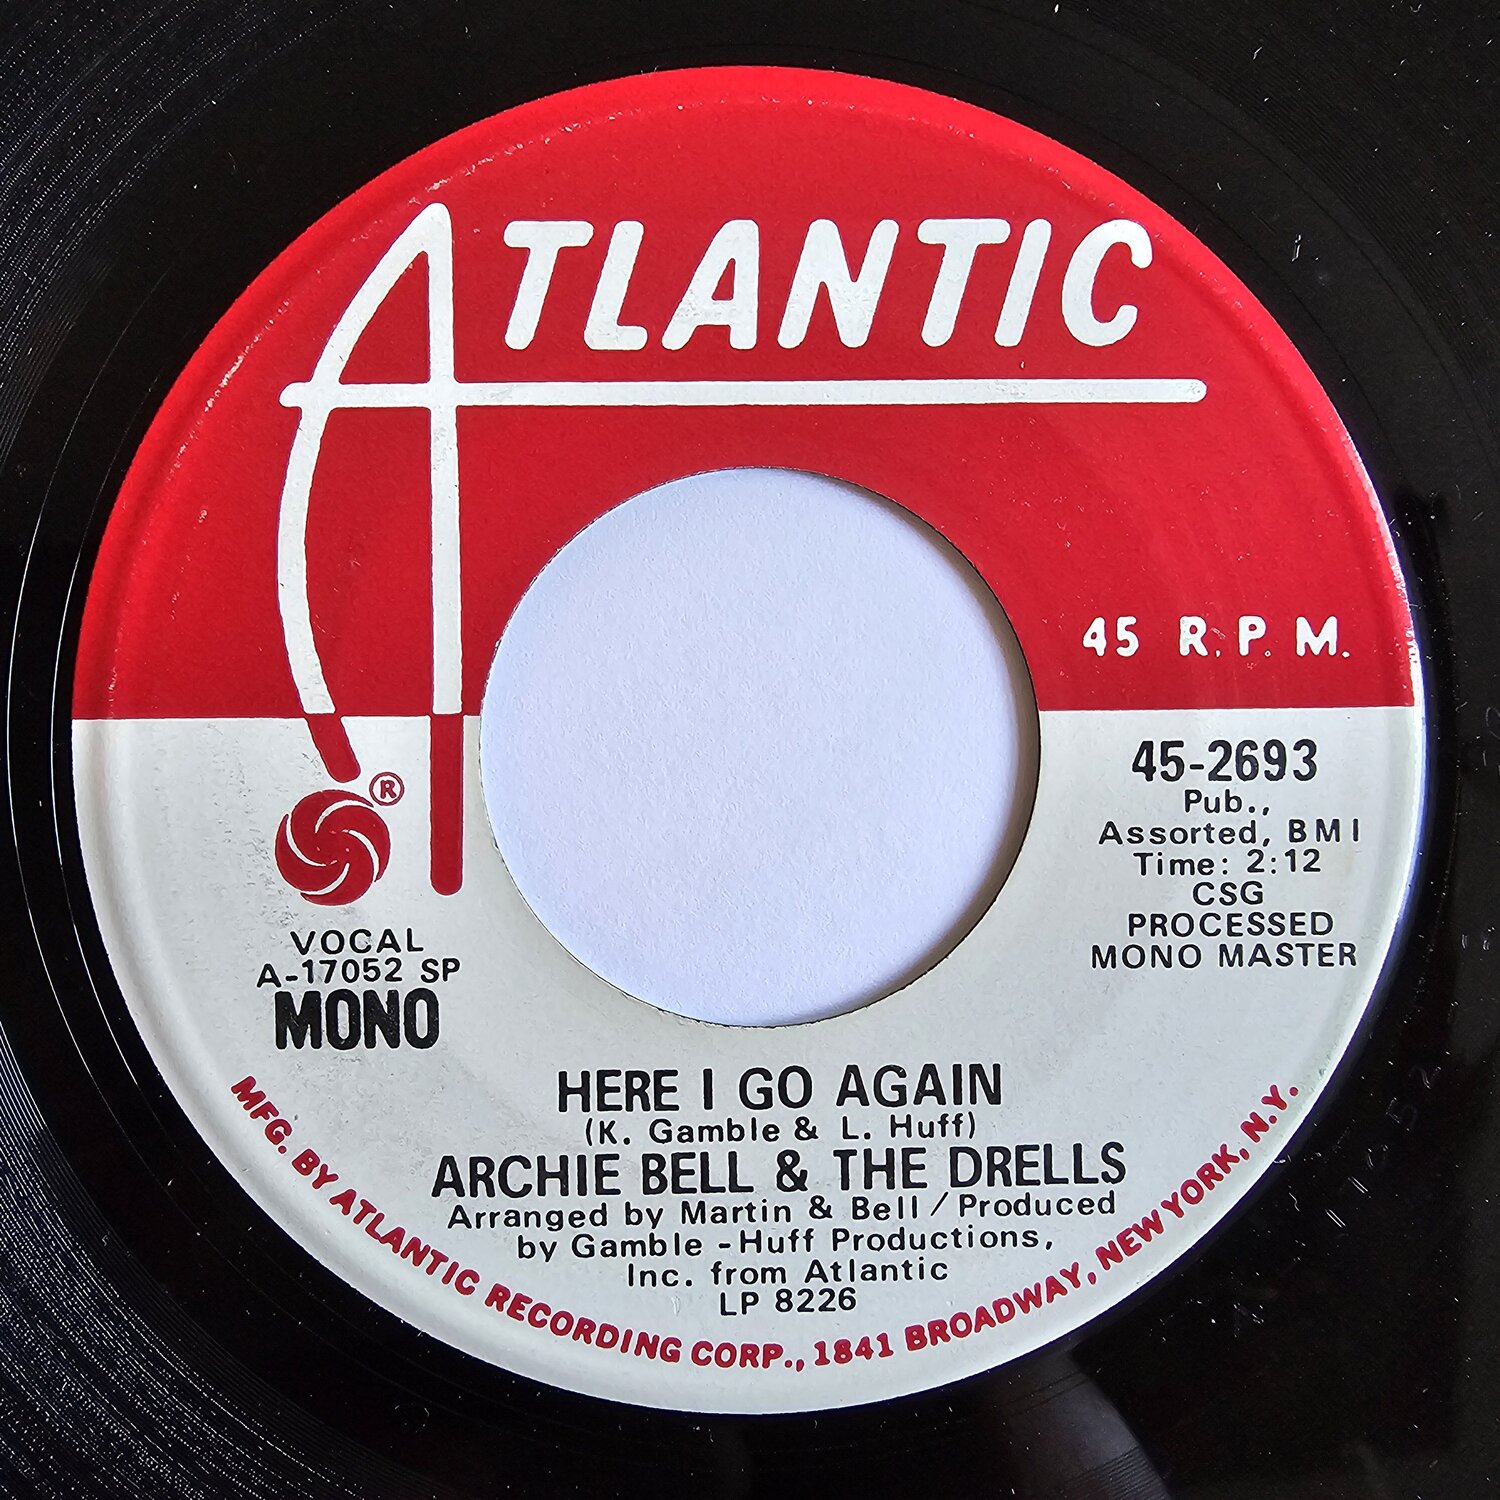 ATLANTIC
45 R.P.M.
45-2693
Pub.,
Assorted, BMI
Time: 2:12
CSG
PROCESSED
MONO MASTER
®
VOCAL
A-17052 SP
MONO
HERE I GO AGAIN
(K. Gamble & L. Huff)
ARCHIE BELL & THE DRELLS
Arranged by Martin & Bell / Produced
by Gamble -Huff Productions,
Inc. from Atlantic
LP 8226
MFG. BY ATLANTIC RECORDING CORP., 1841 BROADWAY, NEW YORK, N.Y.